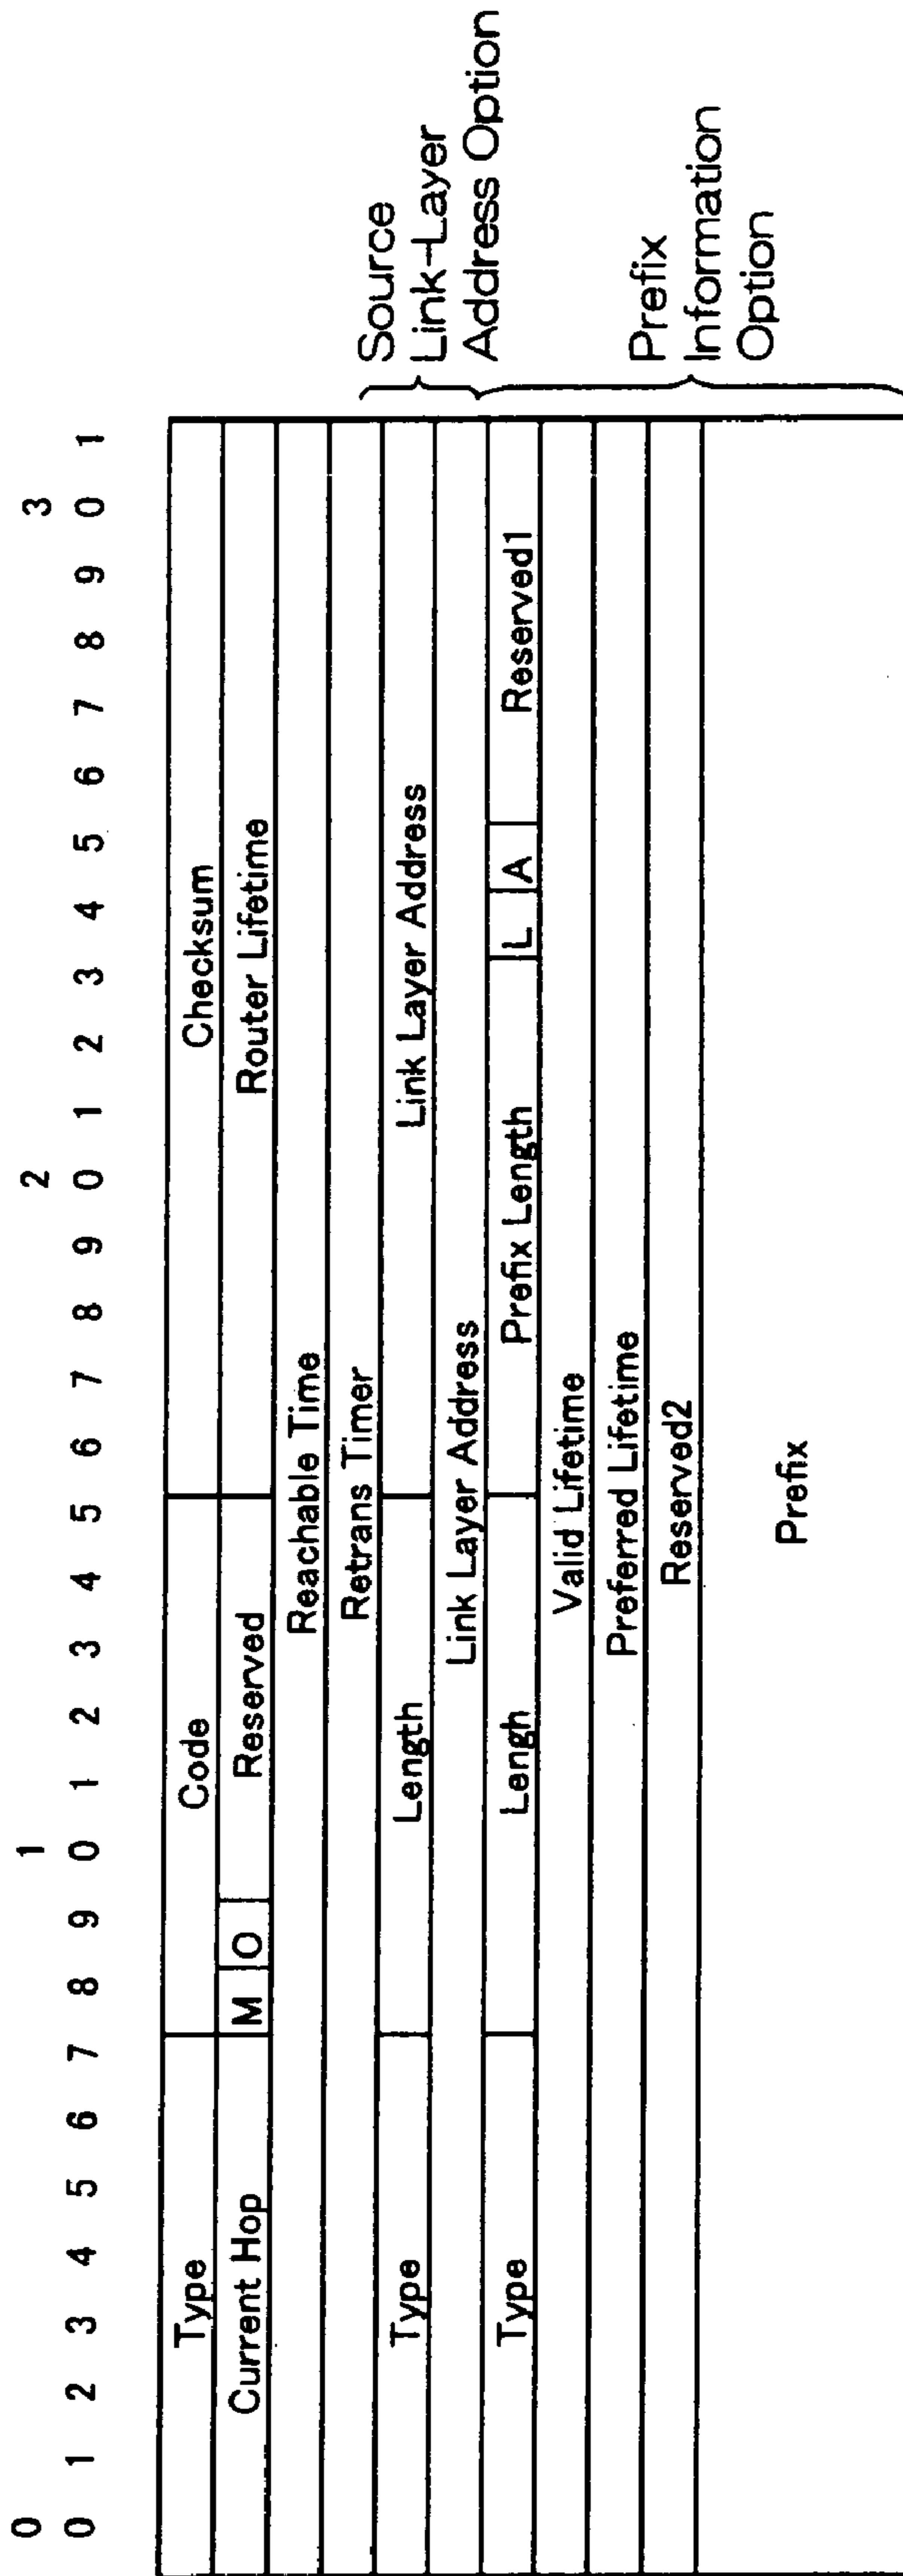 0 1 2 3
0 1 2 3 4 5 6 7 8 9 0 1 2 3 4 5 6 7 8 9 0 1 2 3 4 5 6 7 8 9 0 1
Type Code Checksum
Current Hop M O Reserved Router Lifetime
Reachable Time
Retrans Timer
Type Length Link Layer Address
Link Layer Address
Source
Link-Layer
Address Option
Type Lengh Prefix Length L A Reserved1
Valid Lifetime
Preferred Lifetime
Reserved2
Prefix
Prefix
Information
Option